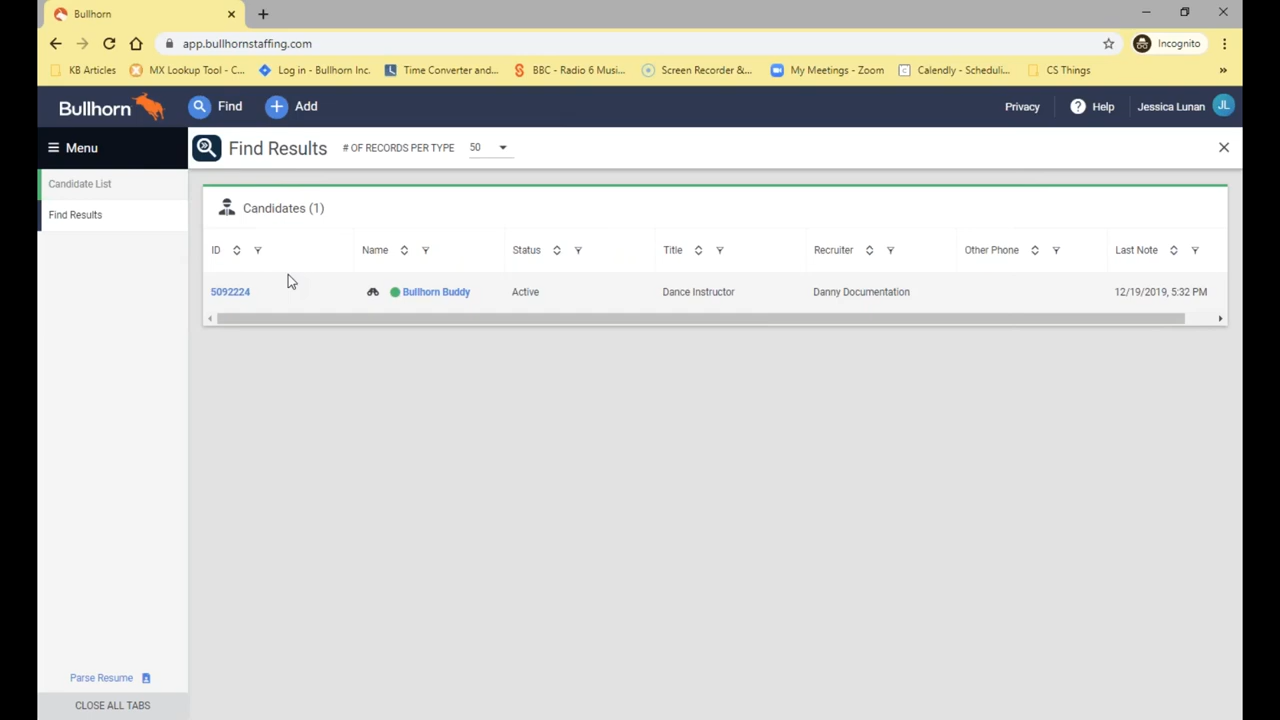 Bullhorn
app.bullhornstaffing.com
Incognito
KB Articles
MX Lookup Tool - C...
Log in - Bullhorn Inc.
Time Converter and...
BBC - Radio 6 Musi...
Screen Recorder &...
My Meetings - Zoom
Calendly - Scheduli...
CS Things
Bullhorn
Find
Add
Privacy
Help
Jessica Lunan
JL
Menu
Find Results
# OF RECORDS PER TYPE
50
Candidate List
Find Results
Candidates (1)
ID Name Status Title Recruiter Other Phone Last Note
5092224 Bullhorn Buddy Active Dance Instructor Danny Documentation 12/19/2019, 5:32 PM
Parse Resume
CLOSE ALL TABS